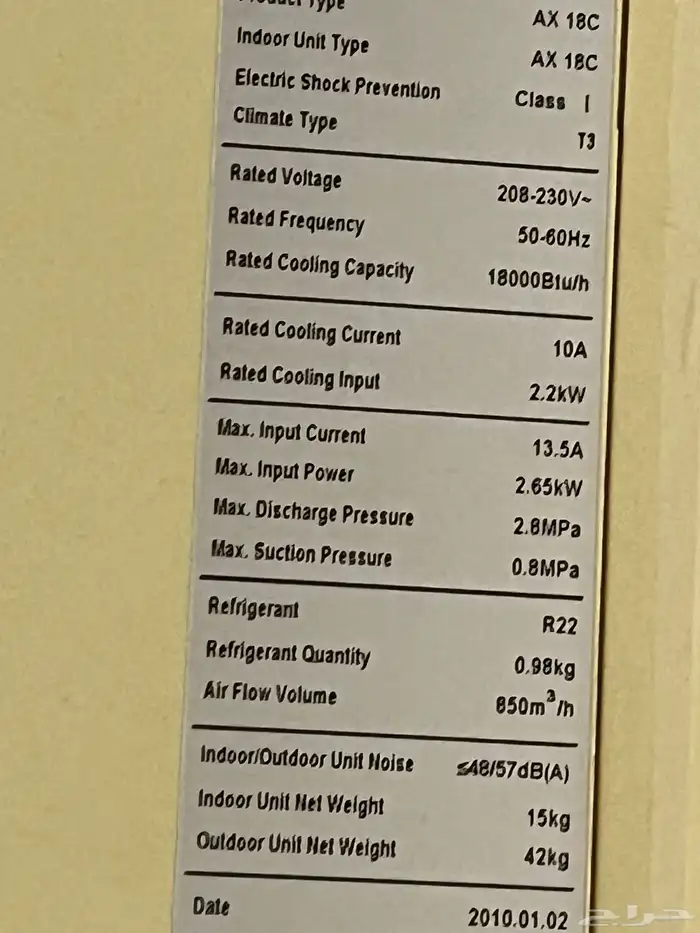 Product Type AX 18C
Indoor Unit Type AX 18C
Electric Shock Prevention Class I
Climate Type T3
Rated Voltage 208-230V~
Rated Frequency 50-60Hz
Rated Cooling Capacity 18000Btu/h
Rated Cooling Current 10A
Rated Cooling Input 2.2kW
Max. Input Current 13.5A
Max. Input Power 2.65kW
Max. Discharge Pressure 2.8MPa
Max. Suction Pressure 0.8MPa
Refrigerant R22
Refrigerant Quantity 0.98kg
Air Flow Volume 850m³/h
Indoor/Outdoor Unit Noise ≤48/57dB(A)
Indoor Unit Net Weight 15kg
Outdoor Unit Net Weight 42kg
Date 2010.01.02
حراج